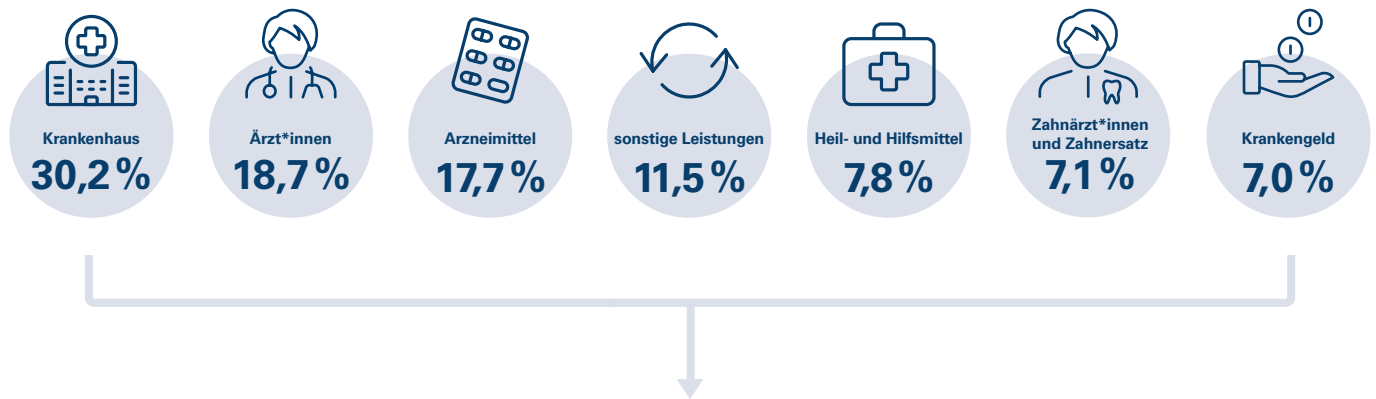 Krankenhaus
30,2 %
Ärzt*innen
18,7 %
Arzneimittel
17,7 %
sonstige Leistungen
11,5 %
Heil- und Hilfsmittel
7,8 %
Zahnärzt*innen
und Zahnersatz
7,1 %
Krankengeld
7,0 %